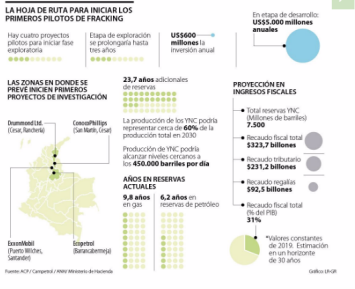 LA HOJA DE RUTA PARA INICIAR LOS
PRIMEROS PILOTOS DE FRACKING
Hay cuatro proyectos
pilotos para iniciar fase
exploratoria
Etapa de exploración
se prolongaría hasta
tres años
US$600
millones la
inversión anual
En etapa de desarrollo:
US$5.000 millones
anuales
LAS ZONAS EN DONDE SE
PREVÉ INICIEN PRIMEROS
PROYECTOS DE INVESTIGACIÓN
Drummond Ltd.
(Cesar, Ranchería)
ConocoPhillips
(San Martín, Cesar)
ExxonMobil
(Puerto Wilches,
Santander)
Ecopetrol
(Barrancabermeja)
23,7 años adicionales
de reservas
La producción de los YNC podría
representar cerca de 60% de la
producción total en 2030
Producción de YNC podría
alcanzar niveles cercanos a
los 450.000 barriles por día
AÑOS EN RESERVAS
ACTUALES
9,8 años
en gas
6,2 años en
reservas de petróleo
PROYECCIÓN EN
INGRESOS FISCALES
Total reservas YNC
(Millones de barriles)
7.500
Recaudo fiscal total
$323,7 billones
Recaudo tributario
$231,2 billones
Recaudo regalías
$92,5 billones
Recaudo fiscal total
(% del PIB)
31%
*Valores constantes
de 2019. Estimación
en un horizonte
de 30 años
Fuente: ACP / Campetrol / ANH/ Ministerio de Hacienda
Gráfico: LR-GR